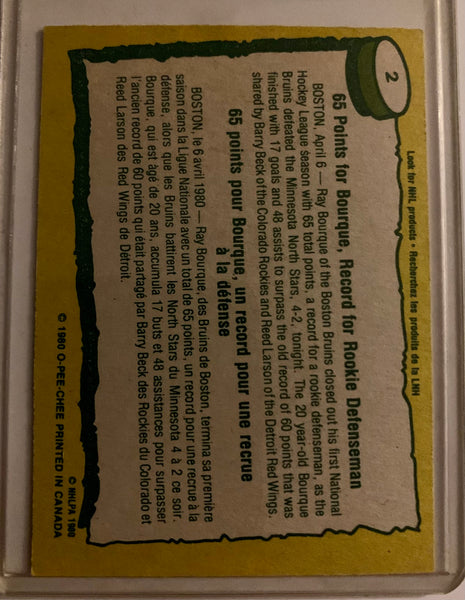 2
Look for NHL products • Recherchez les produits de la LNH
65 Points for Bourque, Record for Rookie Defenseman
BOSTON, April 6 — Ray Bourque of the Boston Bruins closed out his first National
Hockey League season with 65 total points, a record for a rookie defenseman, as the
Bruins defeated the Minnesota North Stars, 4-2, tonight. The 20 year-old Bourque
finished with 17 goals and 48 assists to surpass the old record of 60 points that was
shared by Barry Beck of the Colorado Rockies and Reed Larson of the Detroit Red Wings.
65 points pour Bourque, un record pour une recrue
à la défense
BOSTON, le 6 avril 1980 — Ray Bourque, des Bruins de Boston, termina sa première
saison dans la Ligue Nationale avec un total de 65 points, un record pour une recrue à la
défense, alors que les Bruins battirent les North Stars du Minnesota 4 à 2 ce soir.
Bourque, qui est âgé de 20 ans, accumula 17 buts et 48 assistances pour surpasser
l'ancien record de 60 points qui était partagé par Barry Beck des Rockies du Colorado et
Reed Larson des Red Wings de Détroit.
© NHLPA 1980
© 1980 O-PEE-CHEE PRINTED IN CANADA